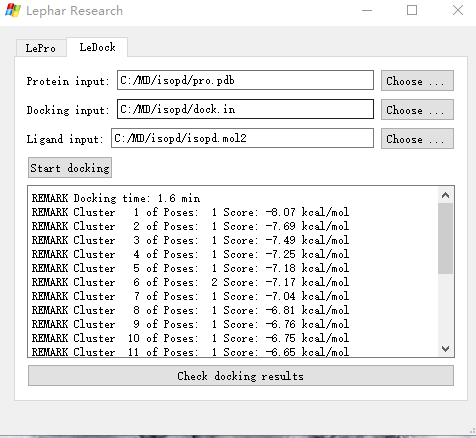 Lephar Research
LePro LeDock
Protein input: C:/MD/isopd/pro.pdb Choose ...
Docking input: C:/MD/isopd/dock.in Choose ...
Ligand input: C:/MD/isopd/isopd.mol2 Choose ...
Start docking
REMARK Docking time: 1.6 min
REMARK Cluster 1 of Poses: 1 Score: -8.07 kcal/mol
REMARK Cluster 2 of Poses: 1 Score: -7.69 kcal/mol
REMARK Cluster 3 of Poses: 1 Score: -7.49 kcal/mol
REMARK Cluster 4 of Poses: 1 Score: -7.25 kcal/mol
REMARK Cluster 5 of Poses: 1 Score: -7.18 kcal/mol
REMARK Cluster 6 of Poses: 2 Score: -7.17 kcal/mol
REMARK Cluster 7 of Poses: 1 Score: -7.04 kcal/mol
REMARK Cluster 8 of Poses: 1 Score: -6.81 kcal/mol
REMARK Cluster 9 of Poses: 1 Score: -6.76 kcal/mol
REMARK Cluster 10 of Poses: 1 Score: -6.75 kcal/mol
REMARK Cluster 11 of Poses: 1 Score: -6.65 kcal/mol
Check docking results